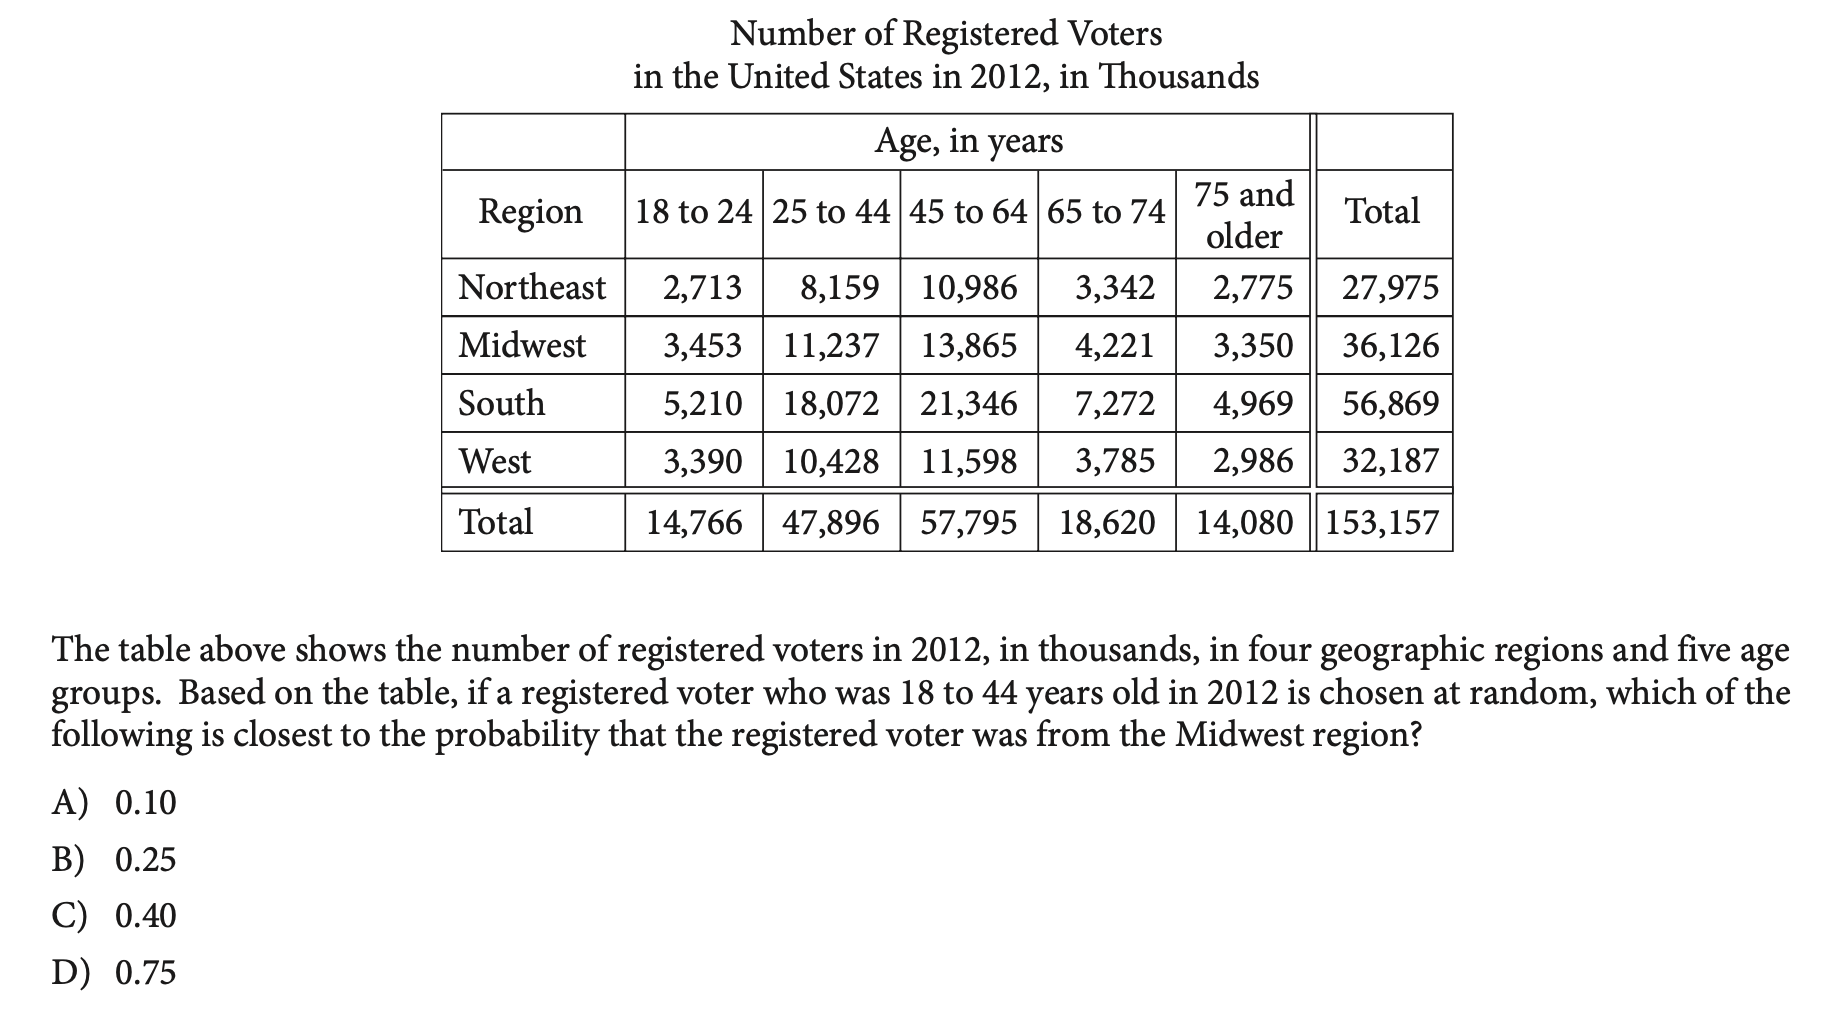 Number of Registered Voters
in the United States in 2012, in Thousands
Age, in years
Region 18 to 24 25 to 44 45 to 64 65 to 74 75 and older Total
Northeast 2,713 8,159 10,986 3,342 2,775 27,975
Midwest 3,453 11,237 13,865 4,221 3,350 36,126
South 5,210 18,072 21,346 7,272 4,969 56,869
West 3,390 10,428 11,598 3,785 2,986 32,187
Total 14,766 47,896 57,795 18,620 14,080 153,157
The table above shows the number of registered voters in 2012, in thousands, in four geographic regions and five age
groups. Based on the table, if a registered voter who was 18 to 44 years old in 2012 is chosen at random, which of the
following is closest to the probability that the registered voter was from the Midwest region?
A) 0.10
B) 0.25
C) 0.40
D) 0.75